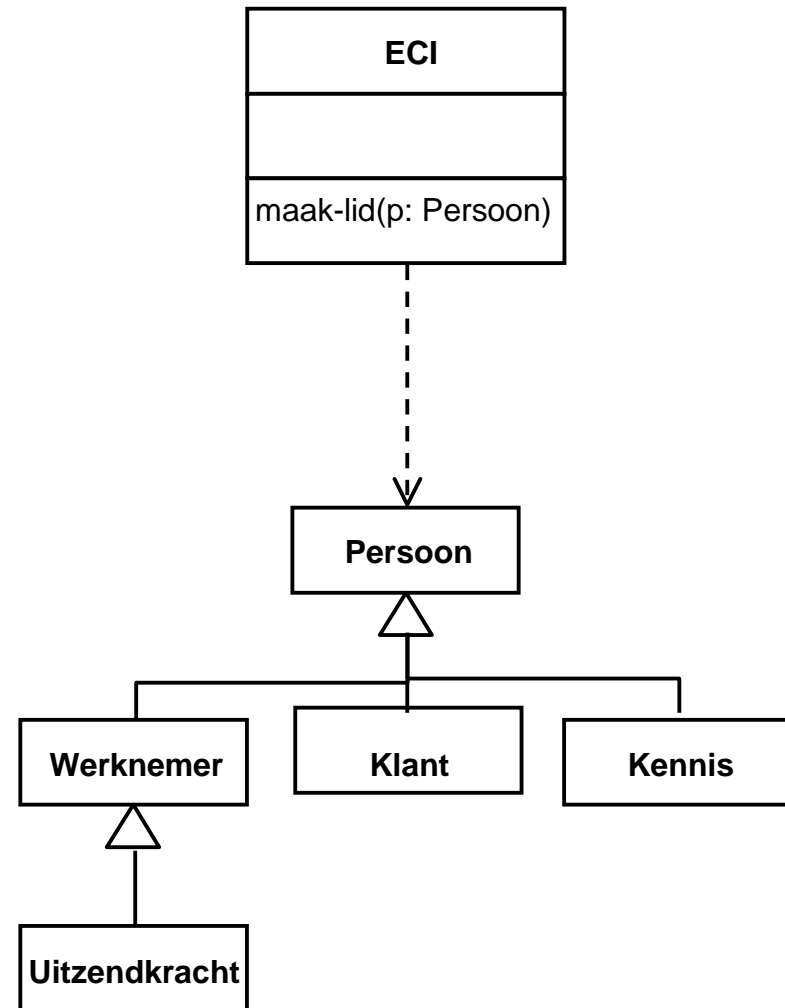 ECI
maak-lid(p: Persoon)
Persoon
Werknemer
Klant
Kennis
Uitzendkracht